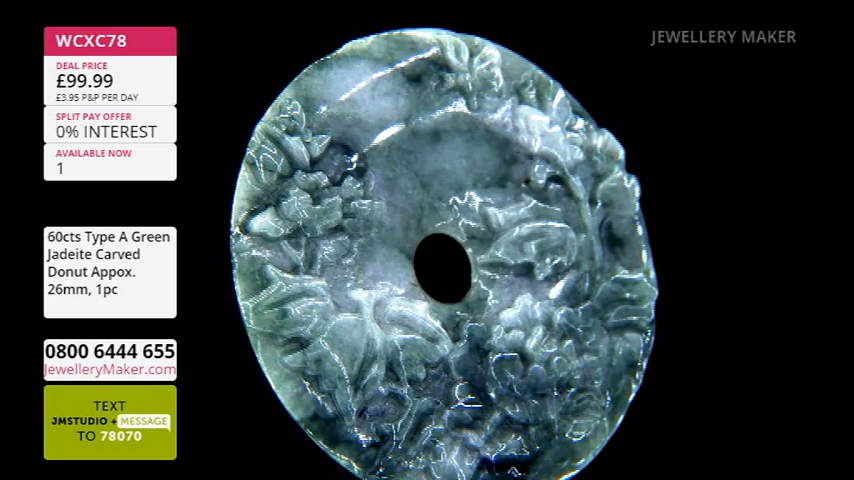 WCXC78
DEAL PRICE
£99.99
£3.95 P&P PER DAY
SPLIT PAY OFFER
0% INTEREST
AVAILABLE NOW
1
60cts Type A Green
Jadeite Carved
Donut Appox.
26mm, 1pc
0800 6444 655
JewelleryMaker.com
TEXT
JMSTUDIO + MESSAGE
TO 78070
JEWELLERY MAKER